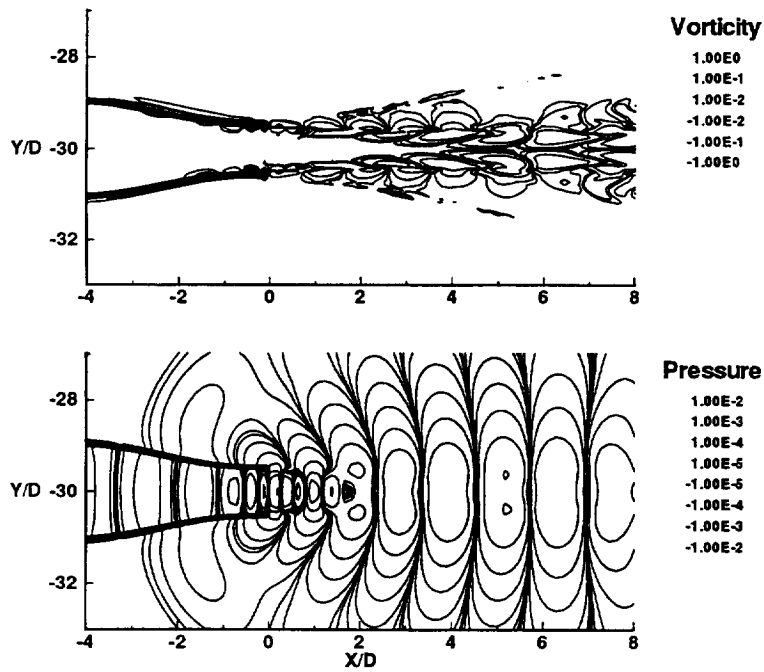 Vorticity
1.00E0
1.00E-1
1.00E-2
-1.00E-2
-1.00E-1
-1.00E0
-28
Y/D -30
-32
-4 -2 0 2 4 6 8
Pressure
1.00E-2
1.00E-3
1.00E-4
1.00E-5
-1.00E-5
-1.00E-4
-1.00E-3
-1.00E-2
-28
Y/D -30
-32
-4 -2 0 2 4 6 8
X/D